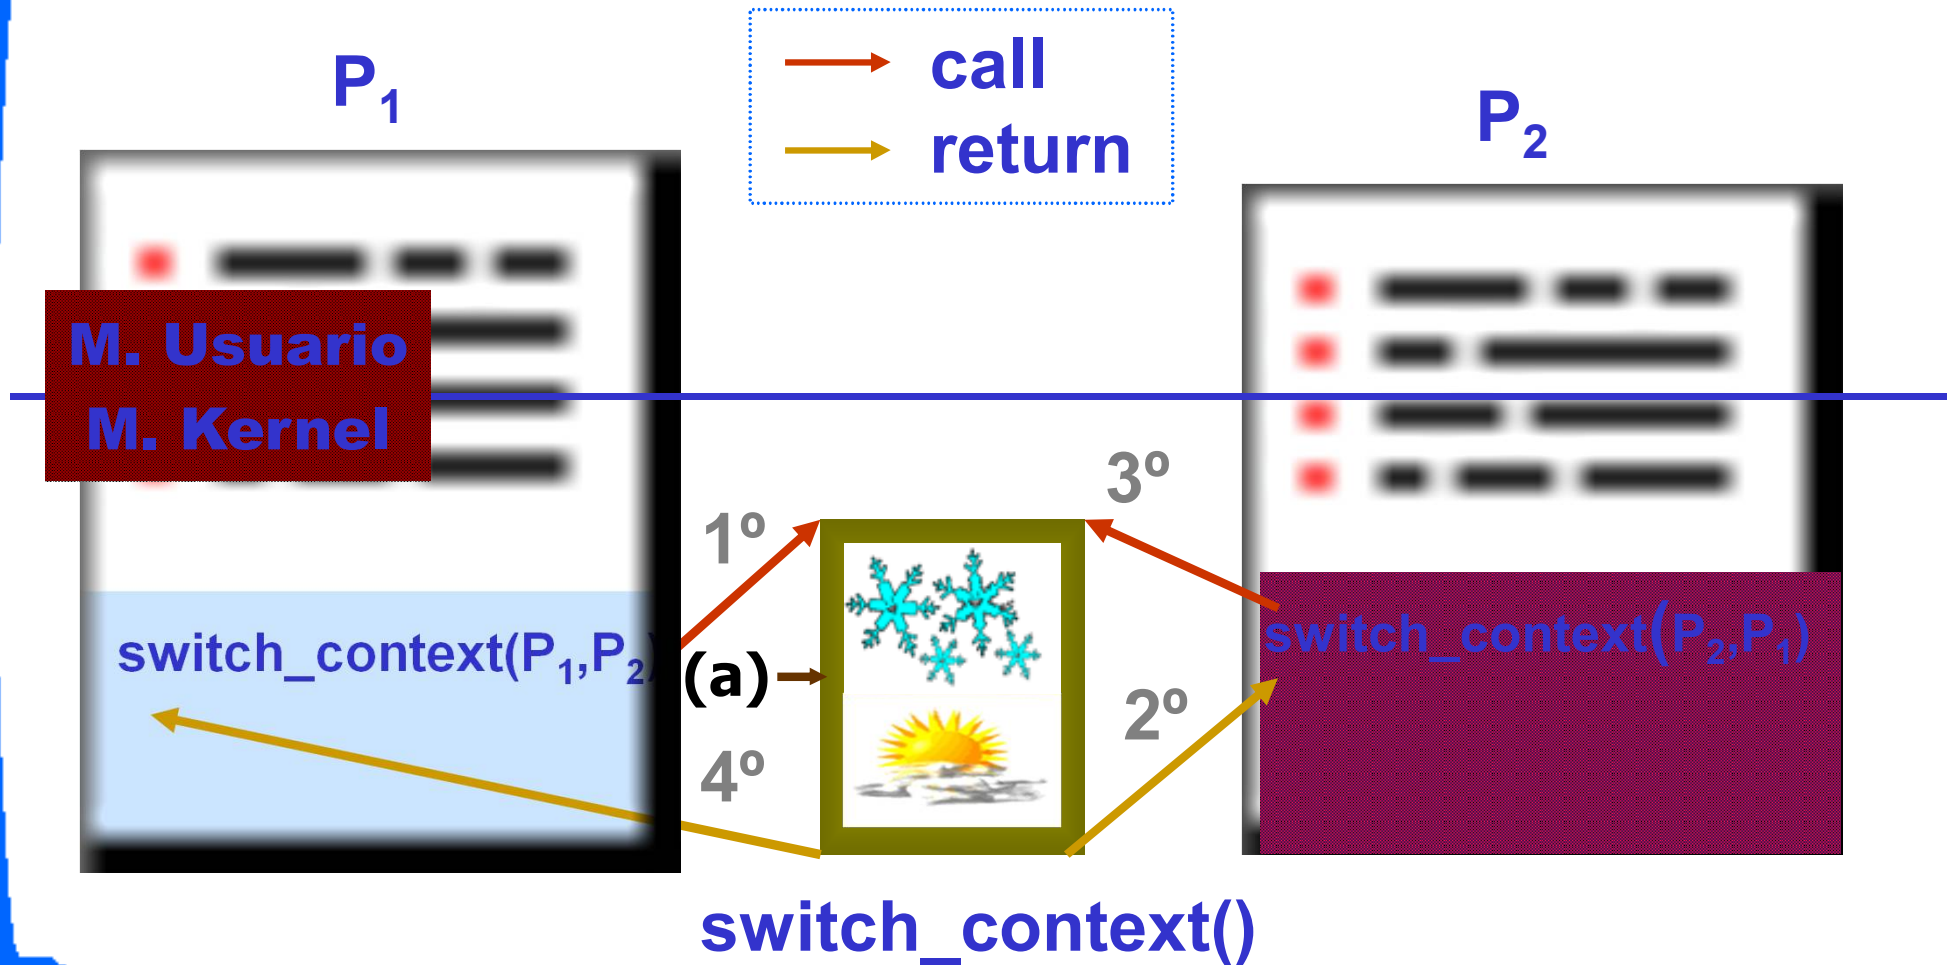 call
return
P1
P2
M. Usuario
M. Kernel
3º
1º
switch_context(P1,P2)
(a)
switch_context(P2,P1)
2º
4º
switch_context()